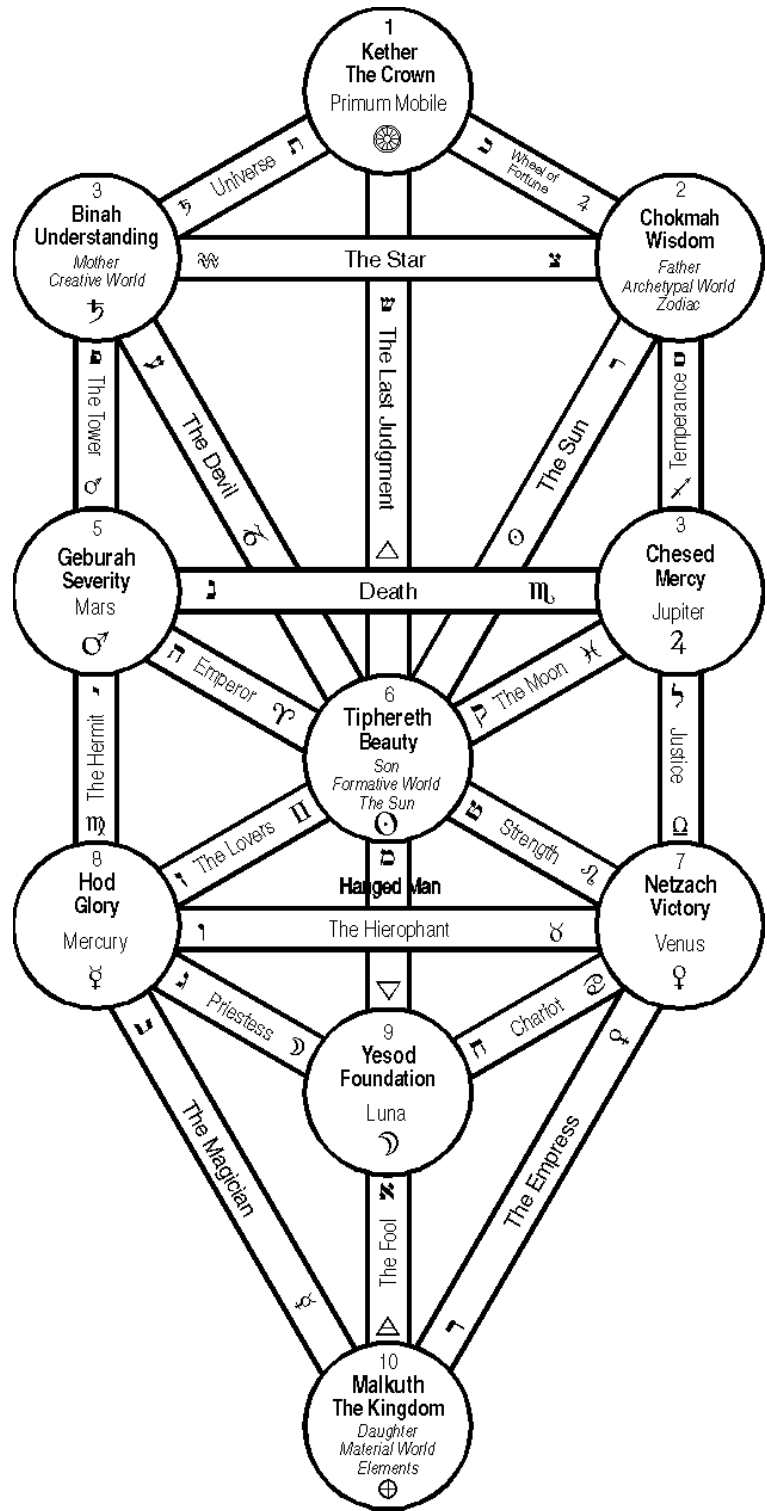 1
Kether
The Crown
Primum Mobile
♄ Universe ת
כ Wheel of
Fortune ♃
3
Binah
Understanding
Mother
Creative World
♄
2
Chokmah
Wisdom
Father
Archetypal World
Zodiac
♒ The Star צ
ש The Last Judgment △
פ The Tower ♂
ע The Devil ♑
ר The Sun ☉
ם Temperance ♐
5
Geburah
Severity
Mars
♂
3
Chesed
Mercy
Jupiter
♃
נ Death ♏
ה Emperor ♈
ק The Moon ♓
י The Hermit ♍
ל Justice ♎
6
Tiphereth
Beauty
Son
Formative World
The Sun
☉
ז The Lovers ♊
Strength ♌
מ
Hanged Man
▽
8
Hod
Glory
Mercury
☿
7
Netzach
Victory
Venus
♀
ו The Hierophant ♉
ג Priestess ☽
ח Chariot ♋
9
Yesod
Foundation
Luna
☽
The Magician ☿
א The Fool
The Empress ♀
10
Malkuth
The Kingdom
Daughter
Material World
Elements
⊕